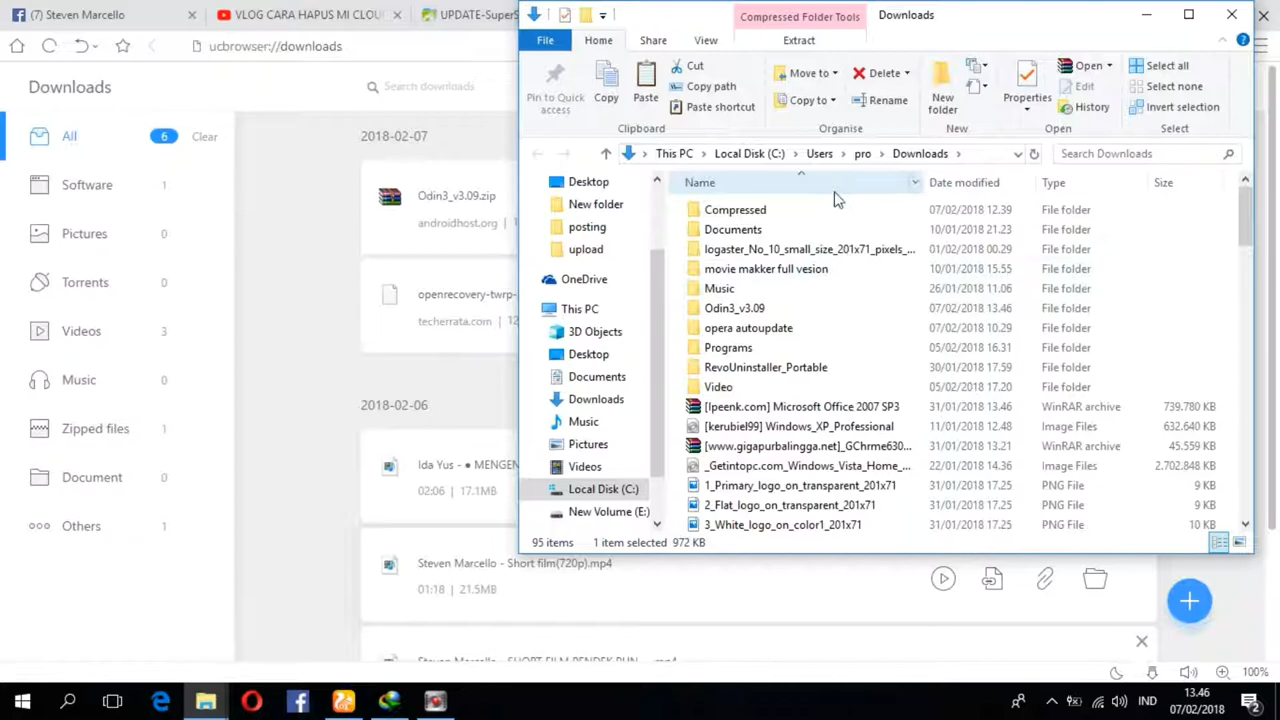 Steven Marcello
VLOG CARA HAPUS MI CLOU
UPDATE-SuperS
ucbrowser://downloads
Downloads
Search downloads
All
6
Clear
Software
1
Pictures
0
Torrents
0
Videos
3
Music
0
Zipped files
1
Document
0
Others
1
2018-02-07
Odin3_v3.09.zip
androidhost.org
openrecovery-twrp-
techerrata.com | 12
2018-02-06
Ida Yus - ● MENGEN
02:06 | 17.1MB
Steven Marcello - Short film(720p).mp4
01:18 | 21.5MB
Compressed Folder Tools
Downloads
File
Home
Share
View
Extract
Pin to Quick access
Copy
Paste
Cut
Copy path
Paste shortcut
Clipboard
Move to
Copy to
Delete
Rename
Organise
New folder
New
Properties
Open
Edit
History
Open
Select all
Select none
Invert selection
Select
This PC > Local Disk (C:) > Users > pro > Downloads >
Search Downloads
Desktop
New folder
posting
upload
OneDrive
This PC
3D Objects
Desktop
Documents
Downloads
Music
Pictures
Videos
Local Disk (C:)
New Volume (E:)
Name Date modified Type Size
Compressed 07/02/2018 12.39 File folder
Documents 10/01/2018 21.23 File folder
logaster_No_10_small_size_201x71_pixels_... 01/02/2018 00.29 File folder
movie makker full vesion 10/01/2018 15.55 File folder
Music 26/01/2018 11.06 File folder
Odin3_v3.09 07/02/2018 13.46 File folder
opera autoupdate 07/02/2018 10.29 File folder
Programs 05/02/2018 16.31 File folder
RevoUninstaller_Portable 30/01/2018 17.59 File folder
Video 05/02/2018 17.20 File folder
[Ipeenk.com] Microsoft Office 2007 SP3 31/01/2018 13.46 WinRAR archive 739.780 KB
[kerubiel99] Windows_XP_Professional 11/01/2018 12.48 Image Files 632.640 KB
[www.gigapurbalingga.net]_GChrme630... 31/01/2018 13.21 WinRAR archive 45.559 KB
_Getintopc.com_Windows_Vista_Home_... 22/01/2018 14.36 Image Files 2.702.848 KB
1_Primary_logo_on_transparent_201x71 31/01/2018 17.25 PNG File 9 KB
2_Flat_logo_on_transparent_201x71 31/01/2018 17.25 PNG File 9 KB
3_White_logo_on_color1_201x71 31/01/2018 17.25 PNG File 10 KB
95 items 1 item selected 972 KB
100%
IND
13.46
07/02/2018
2